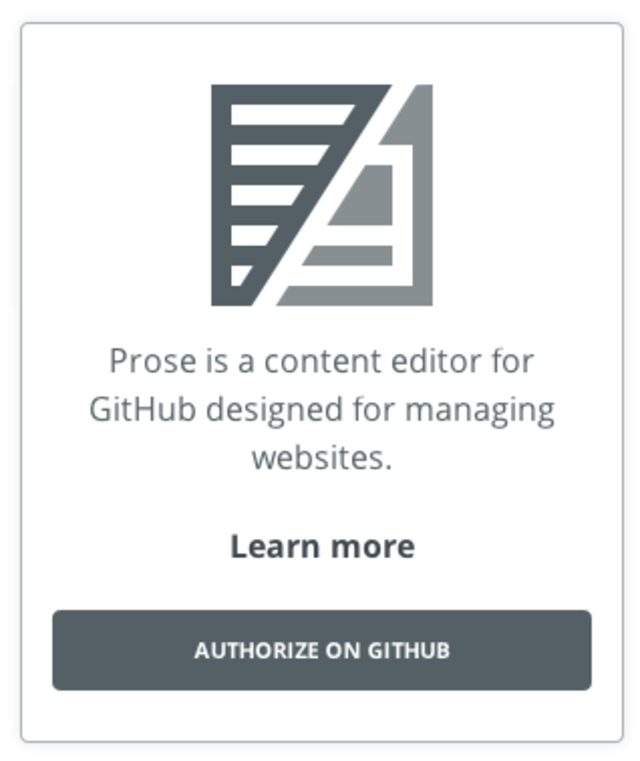 Prose is a content editor for
GitHub designed for managing
websites.
Learn more
AUTHORIZE ON GITHUB